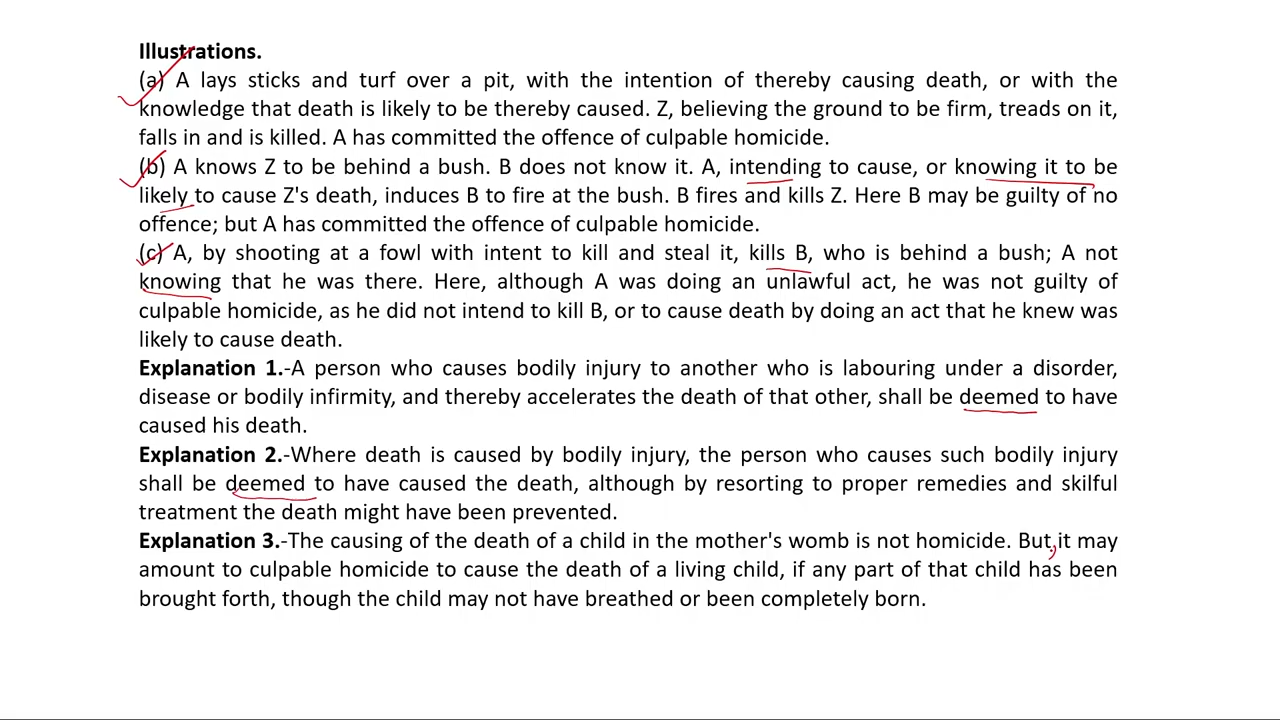 Illustrations.
(a) A lays sticks and turf over a pit, with the intention of thereby causing death, or with the
knowledge that death is likely to be thereby caused. Z, believing the ground to be firm, treads on it,
falls in and is killed. A has committed the offence of culpable homicide.
(b) A knows Z to be behind a bush. B does not know it. A, intending to cause, or knowing it to be
likely to cause Z's death, induces B to fire at the bush. B fires and kills Z. Here B may be guilty of no
offence; but A has committed the offence of culpable homicide.
(c) A, by shooting at a fowl with intent to kill and steal it, kills B, who is behind a bush; A not
knowing that he was there. Here, although A was doing an unlawful act, he was not guilty of
culpable homicide, as he did not intend to kill B, or to cause death by doing an act that he knew was
likely to cause death.
Explanation 1.-A person who causes bodily injury to another who is labouring under a disorder,
disease or bodily infirmity, and thereby accelerates the death of that other, shall be deemed to have
caused his death.
Explanation 2.-Where death is caused by bodily injury, the person who causes such bodily injury
shall be deemed to have caused the death, although by resorting to proper remedies and skilful
treatment the death might have been prevented.
Explanation 3.-The causing of the death of a child in the mother's womb is not homicide. But it may
amount to culpable homicide to cause the death of a living child, if any part of that child has been
brought forth, though the child may not have breathed or been completely born.